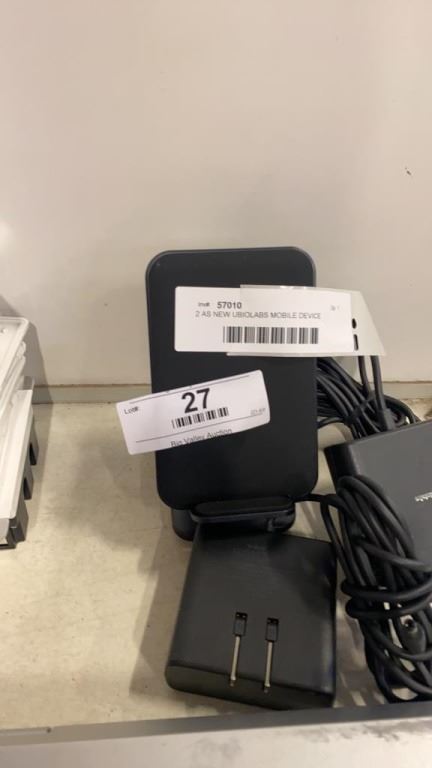 Inv#: 57010
2 AS NEW UBIOLABS MOBILE DEVICE
Lot#: 27
Big Valley Auction